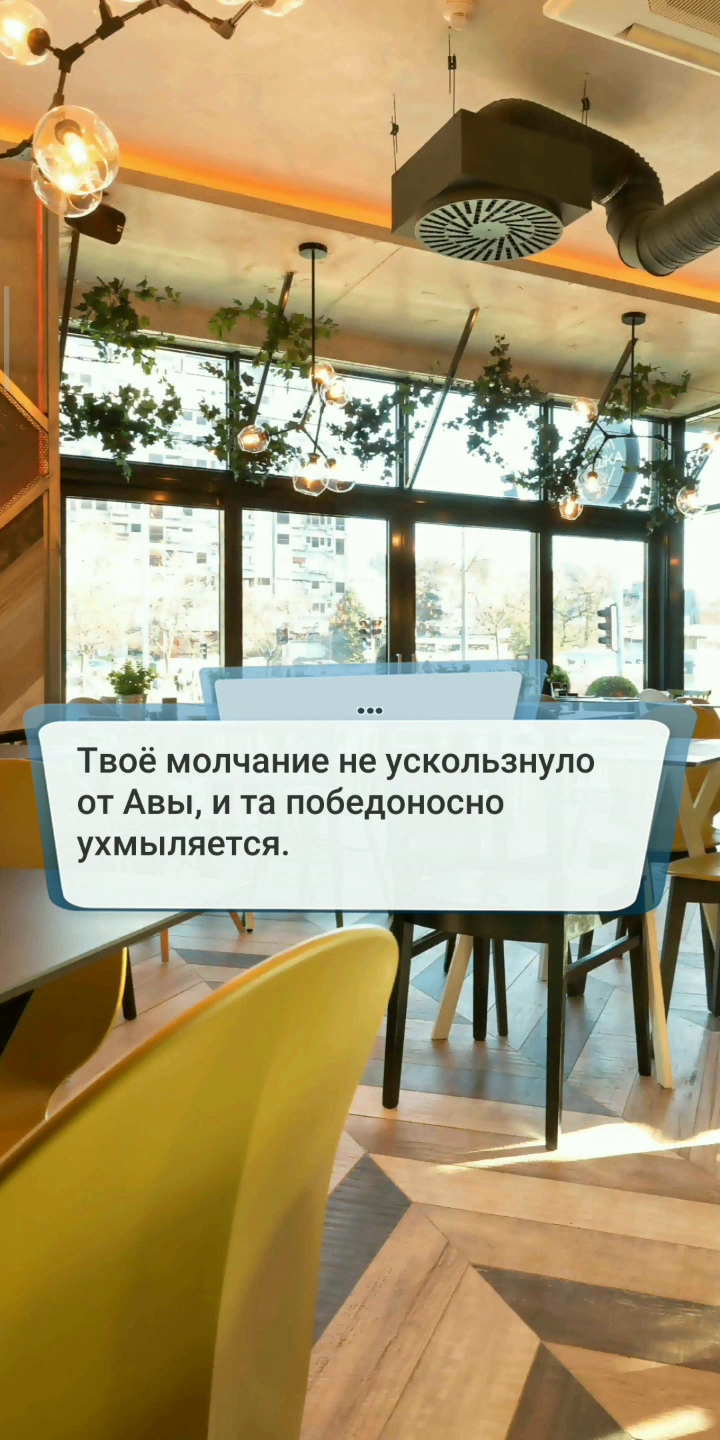 ...
Твоё молчание не ускользнуло
от Авы, и та победоносно
ухмыляется.